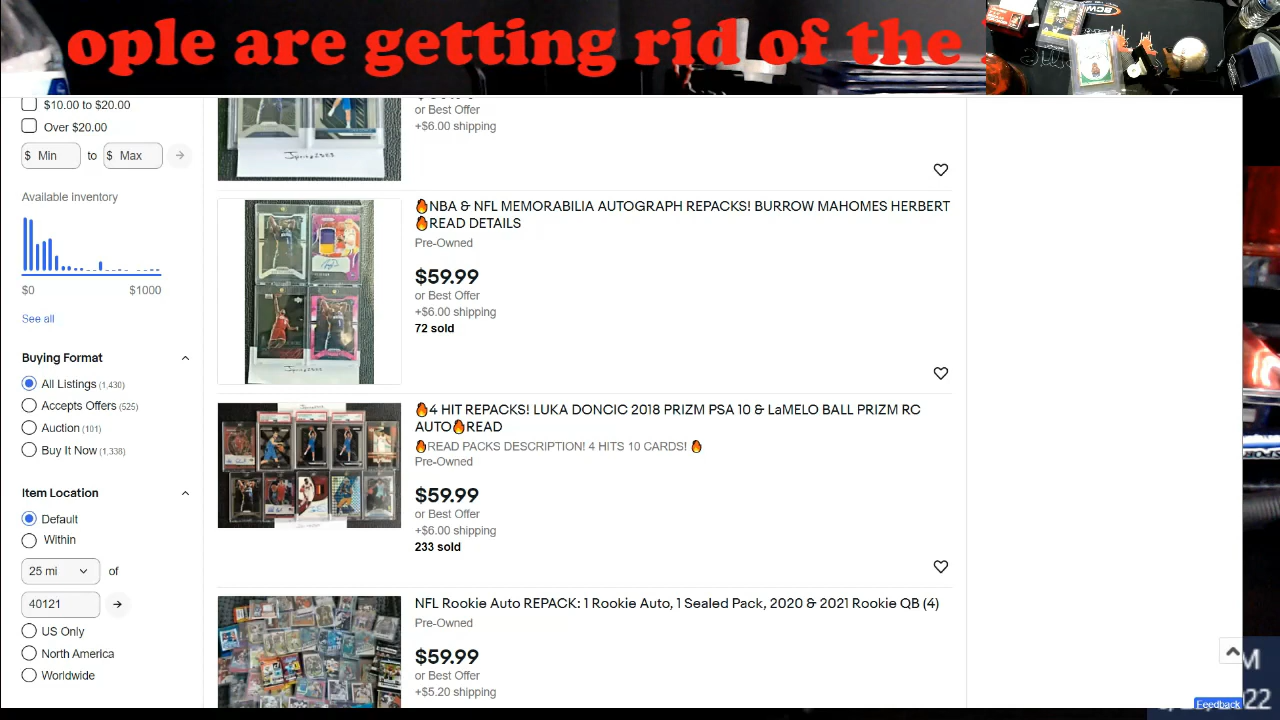 ople are getting rid of the
$10.00 to $20.00
Over $20.00
$ Min to $ Max
Available inventory
$0 $1000
See all
Buying Format
All Listings (1,430)
Accepts Offers (525)
Auction (101)
Buy It Now (1,338)
Item Location
Default
Within
25 mi of
40121
US Only
North America
Worldwide
or Best Offer
+$6.00 shipping
🔥NBA & NFL MEMORABILIA AUTOGRAPH REPACKS! BURROW MAHOMES HERBERT
🔥READ DETAILS
Pre-Owned
$59.99
or Best Offer
+$6.00 shipping
72 sold
🔥4 HIT REPACKS! LUKA DONCIC 2018 PRIZM PSA 10 & LaMELO BALL PRIZM RC
AUTO🔥READ
🔥READ PACKS DESCRIPTION! 4 HITS 10 CARDS! 🔥
Pre-Owned
$59.99
or Best Offer
+$6.00 shipping
233 sold
NFL Rookie Auto REPACK: 1 Rookie Auto, 1 Sealed Pack, 2020 & 2021 Rookie QB (4)
Pre-Owned
$59.99
or Best Offer
+$5.20 shipping
M
22
Feedback